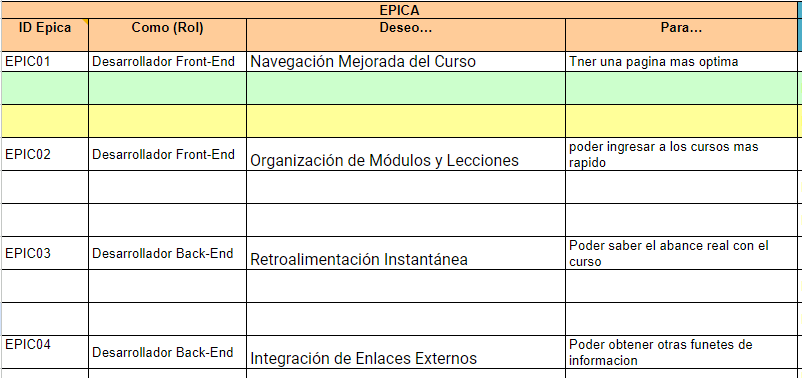 EPICA
ID Epica Como (Rol) Deseo... Para...
EPIC01 Desarrollador Front-End Navegación Mejorada del Curso Tner una pagina mas optima
EPIC02 Desarrollador Front-End Organización de Módulos y Lecciones poder ingresar a los cursos mas
rapido
EPIC03 Desarrollador Back-End Retroalimentación Instantánea Poder saber el abance real con el
curso
EPIC04 Desarrollador Back-End Integración de Enlaces Externos Poder obtener otras funetes de
informacion